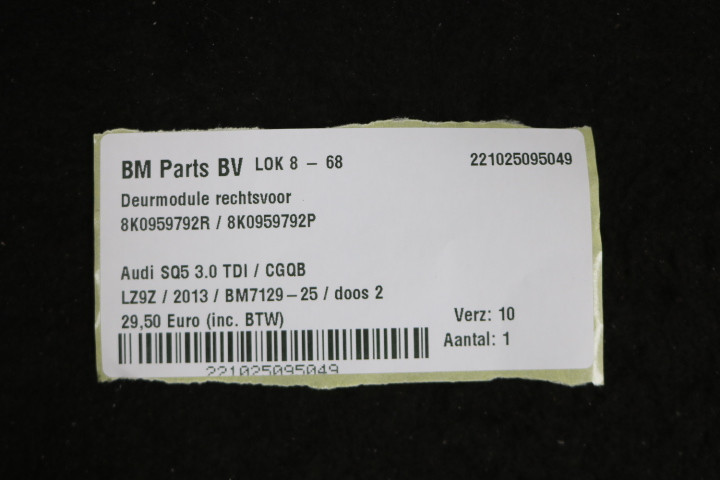 BM Parts BV LOK 8 – 68 221025095049
Deurmodule rechtsvoor
8K0959792R / 8K0959792P
Audi SQ5 3.0 TDI / CGQB
LZ9Z / 2013 / BM7129-25 / doos 2
29,50 Euro (inc. BTW) Verz: 10
Aantal: 1
221025095049